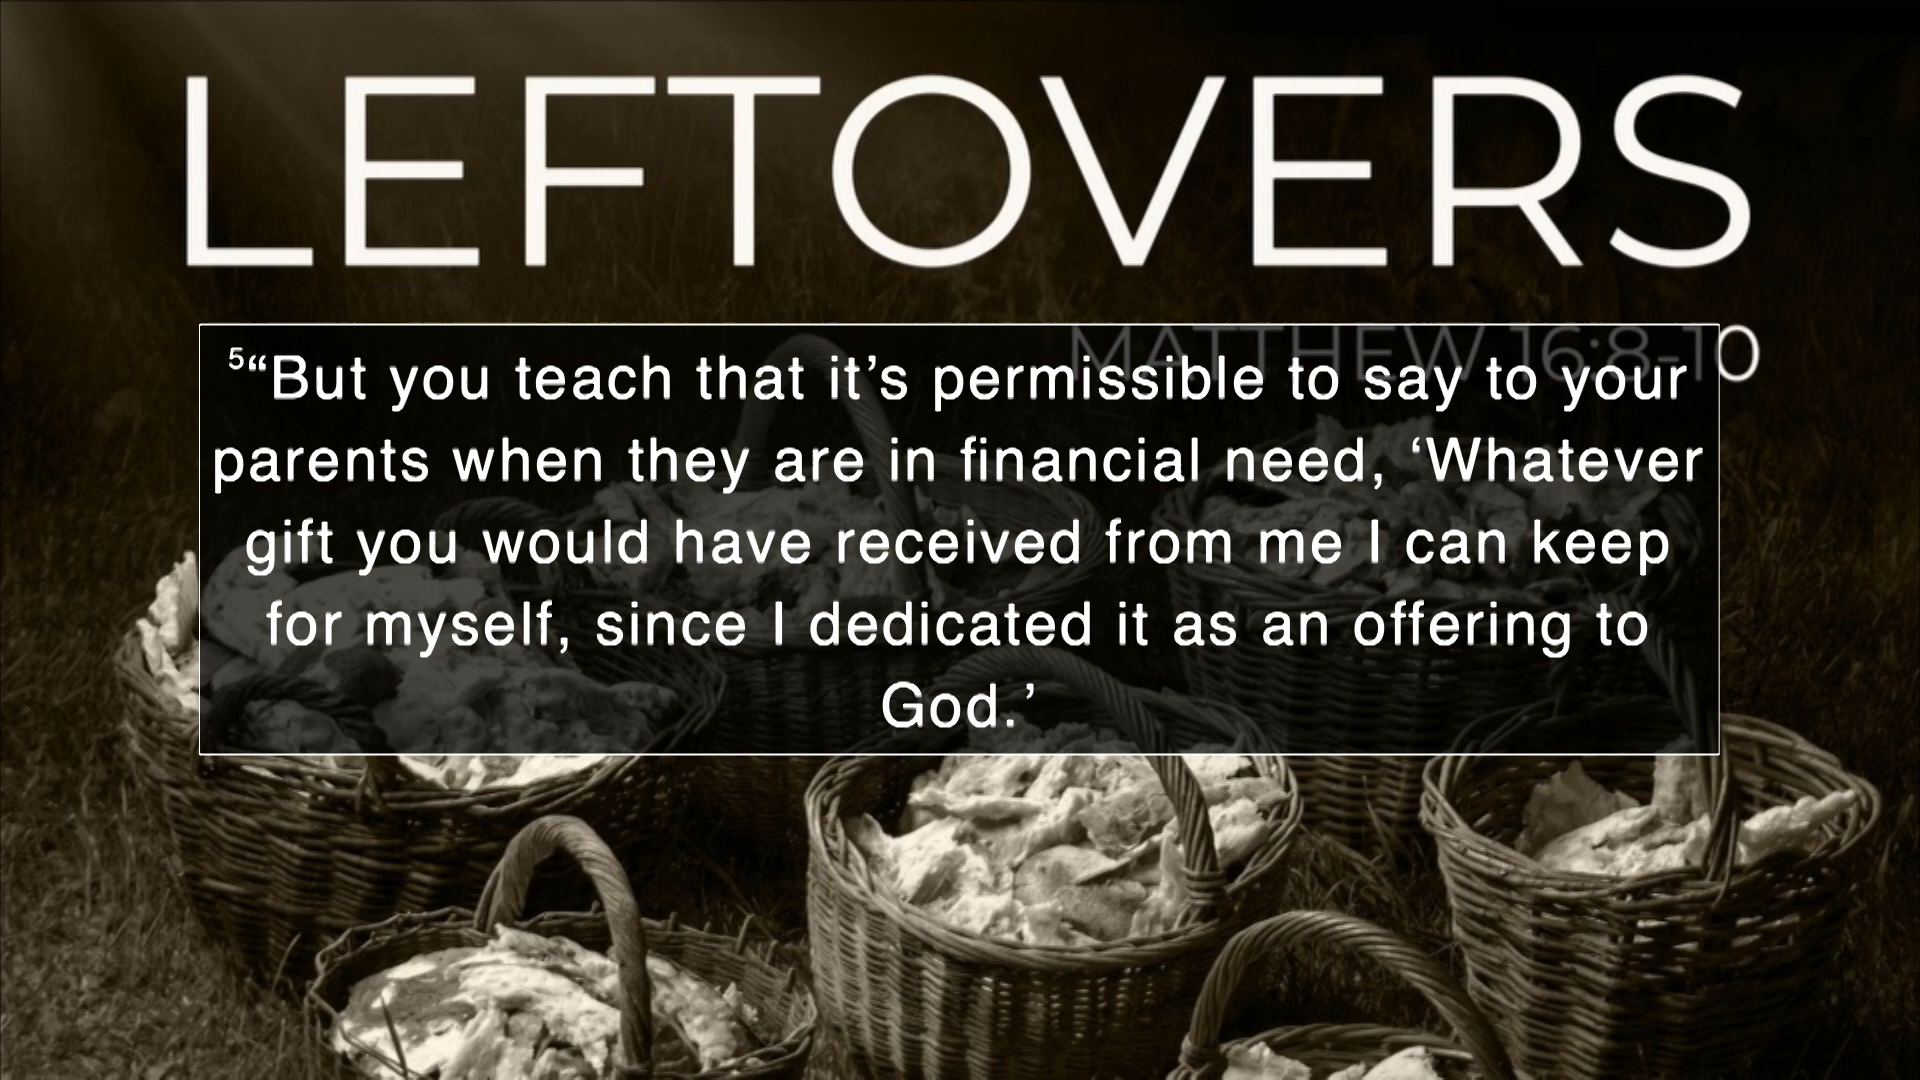 LEFTOVERS
MATTHEW 16:8-10
⁵“But you teach that it’s permissible to say to your
parents when they are in financial need, ‘Whatever
gift you would have received from me I can keep
for myself, since I dedicated it as an offering to
God.’